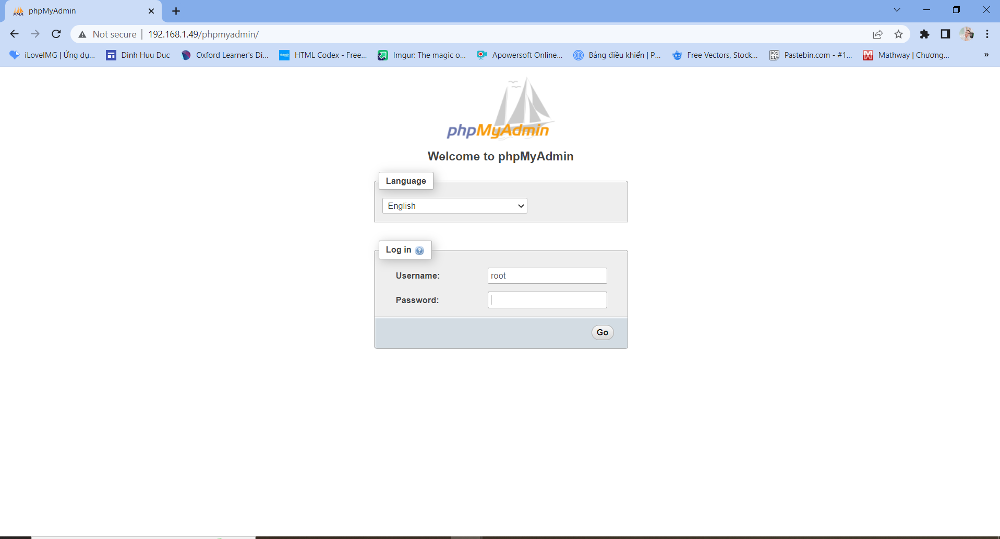 phpMyAdmin
Not secure | 192.168.1.49/phpmyadmin/
iLoveIMG | Ứng dụ... Dinh Huu Duc Oxford Learner's Di... HTML Codex - Free... Imgur: The magic o... Apowersoft Online... Bảng điều khiển | P... Free Vectors, Stock... Pastebin.com - #1... Mathway | Chương... »
phpMyAdmin
Welcome to phpMyAdmin
Language
English
Log in
Username: root
Password:
Go